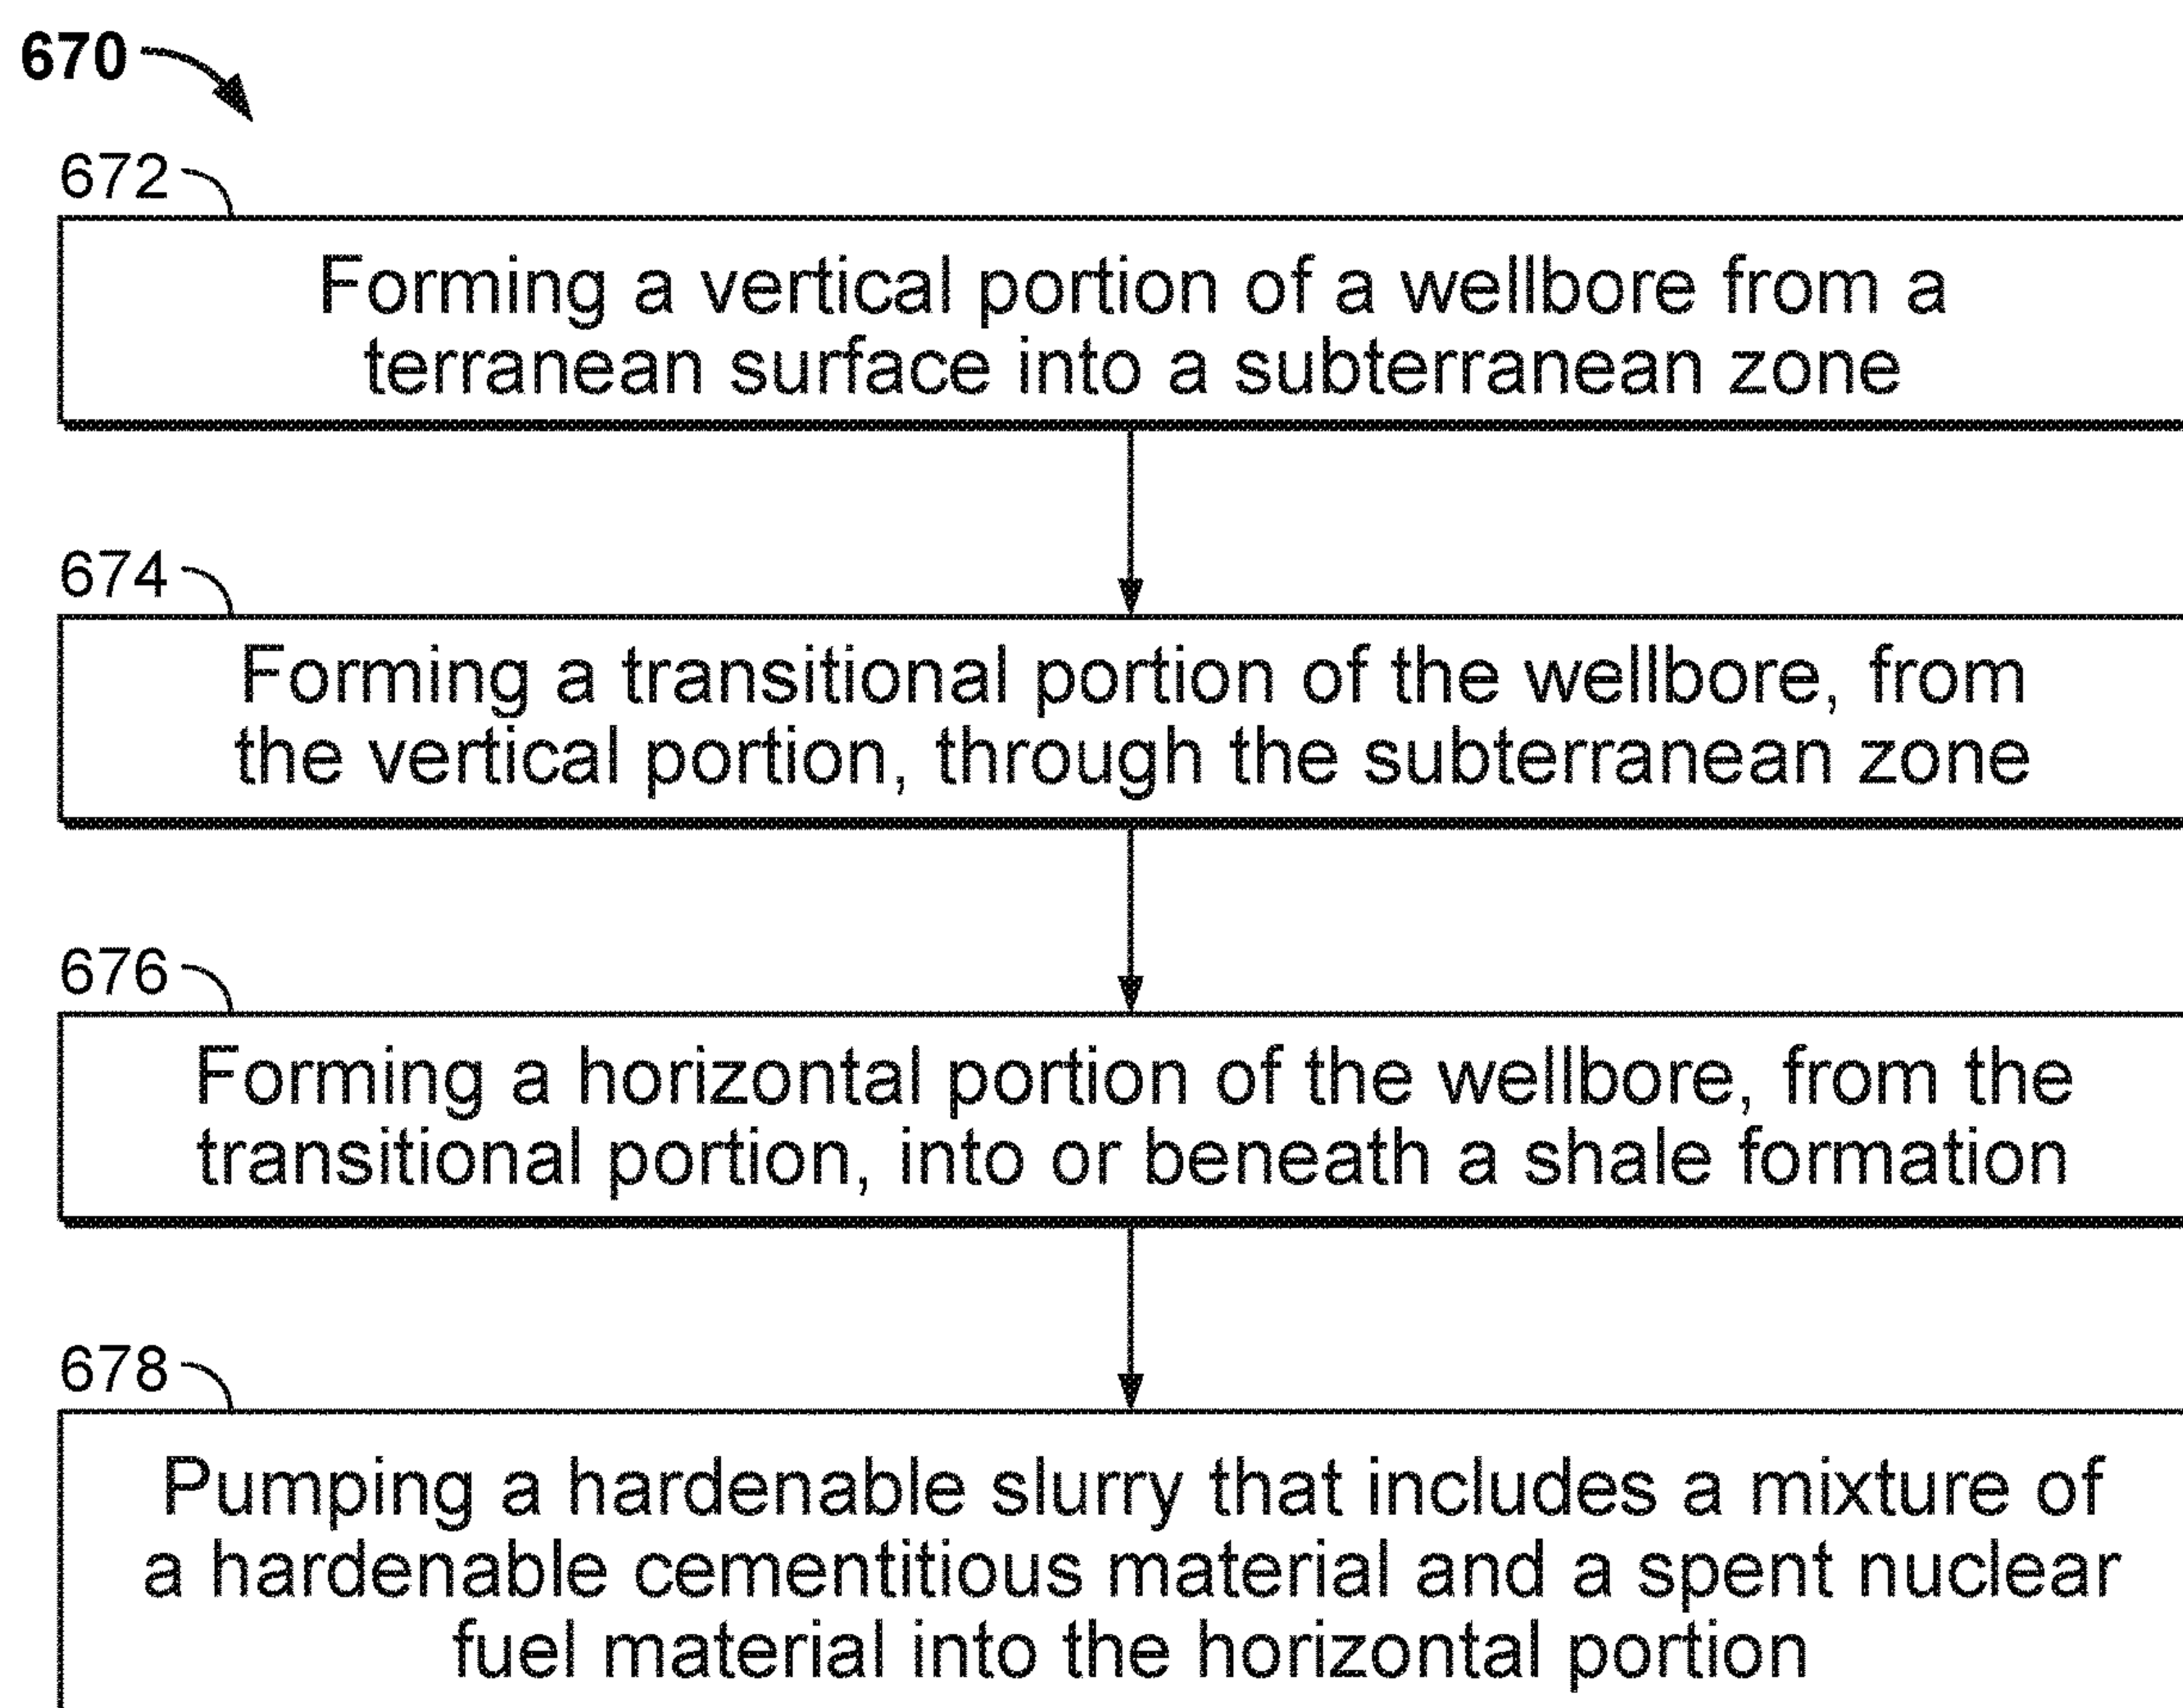 670
672
Forming a vertical portion of a wellbore from a
terranean surface into a subterranean zone
674
Forming a transitional portion of the wellbore, from
the vertical portion, through the subterranean zone
676
Forming a horizontal portion of the wellbore, from the
transitional portion, into or beneath a shale formation
678
Pumping a hardenable slurry that includes a mixture of
a hardenable cementitious material and a spent nuclear
fuel material into the horizontal portion